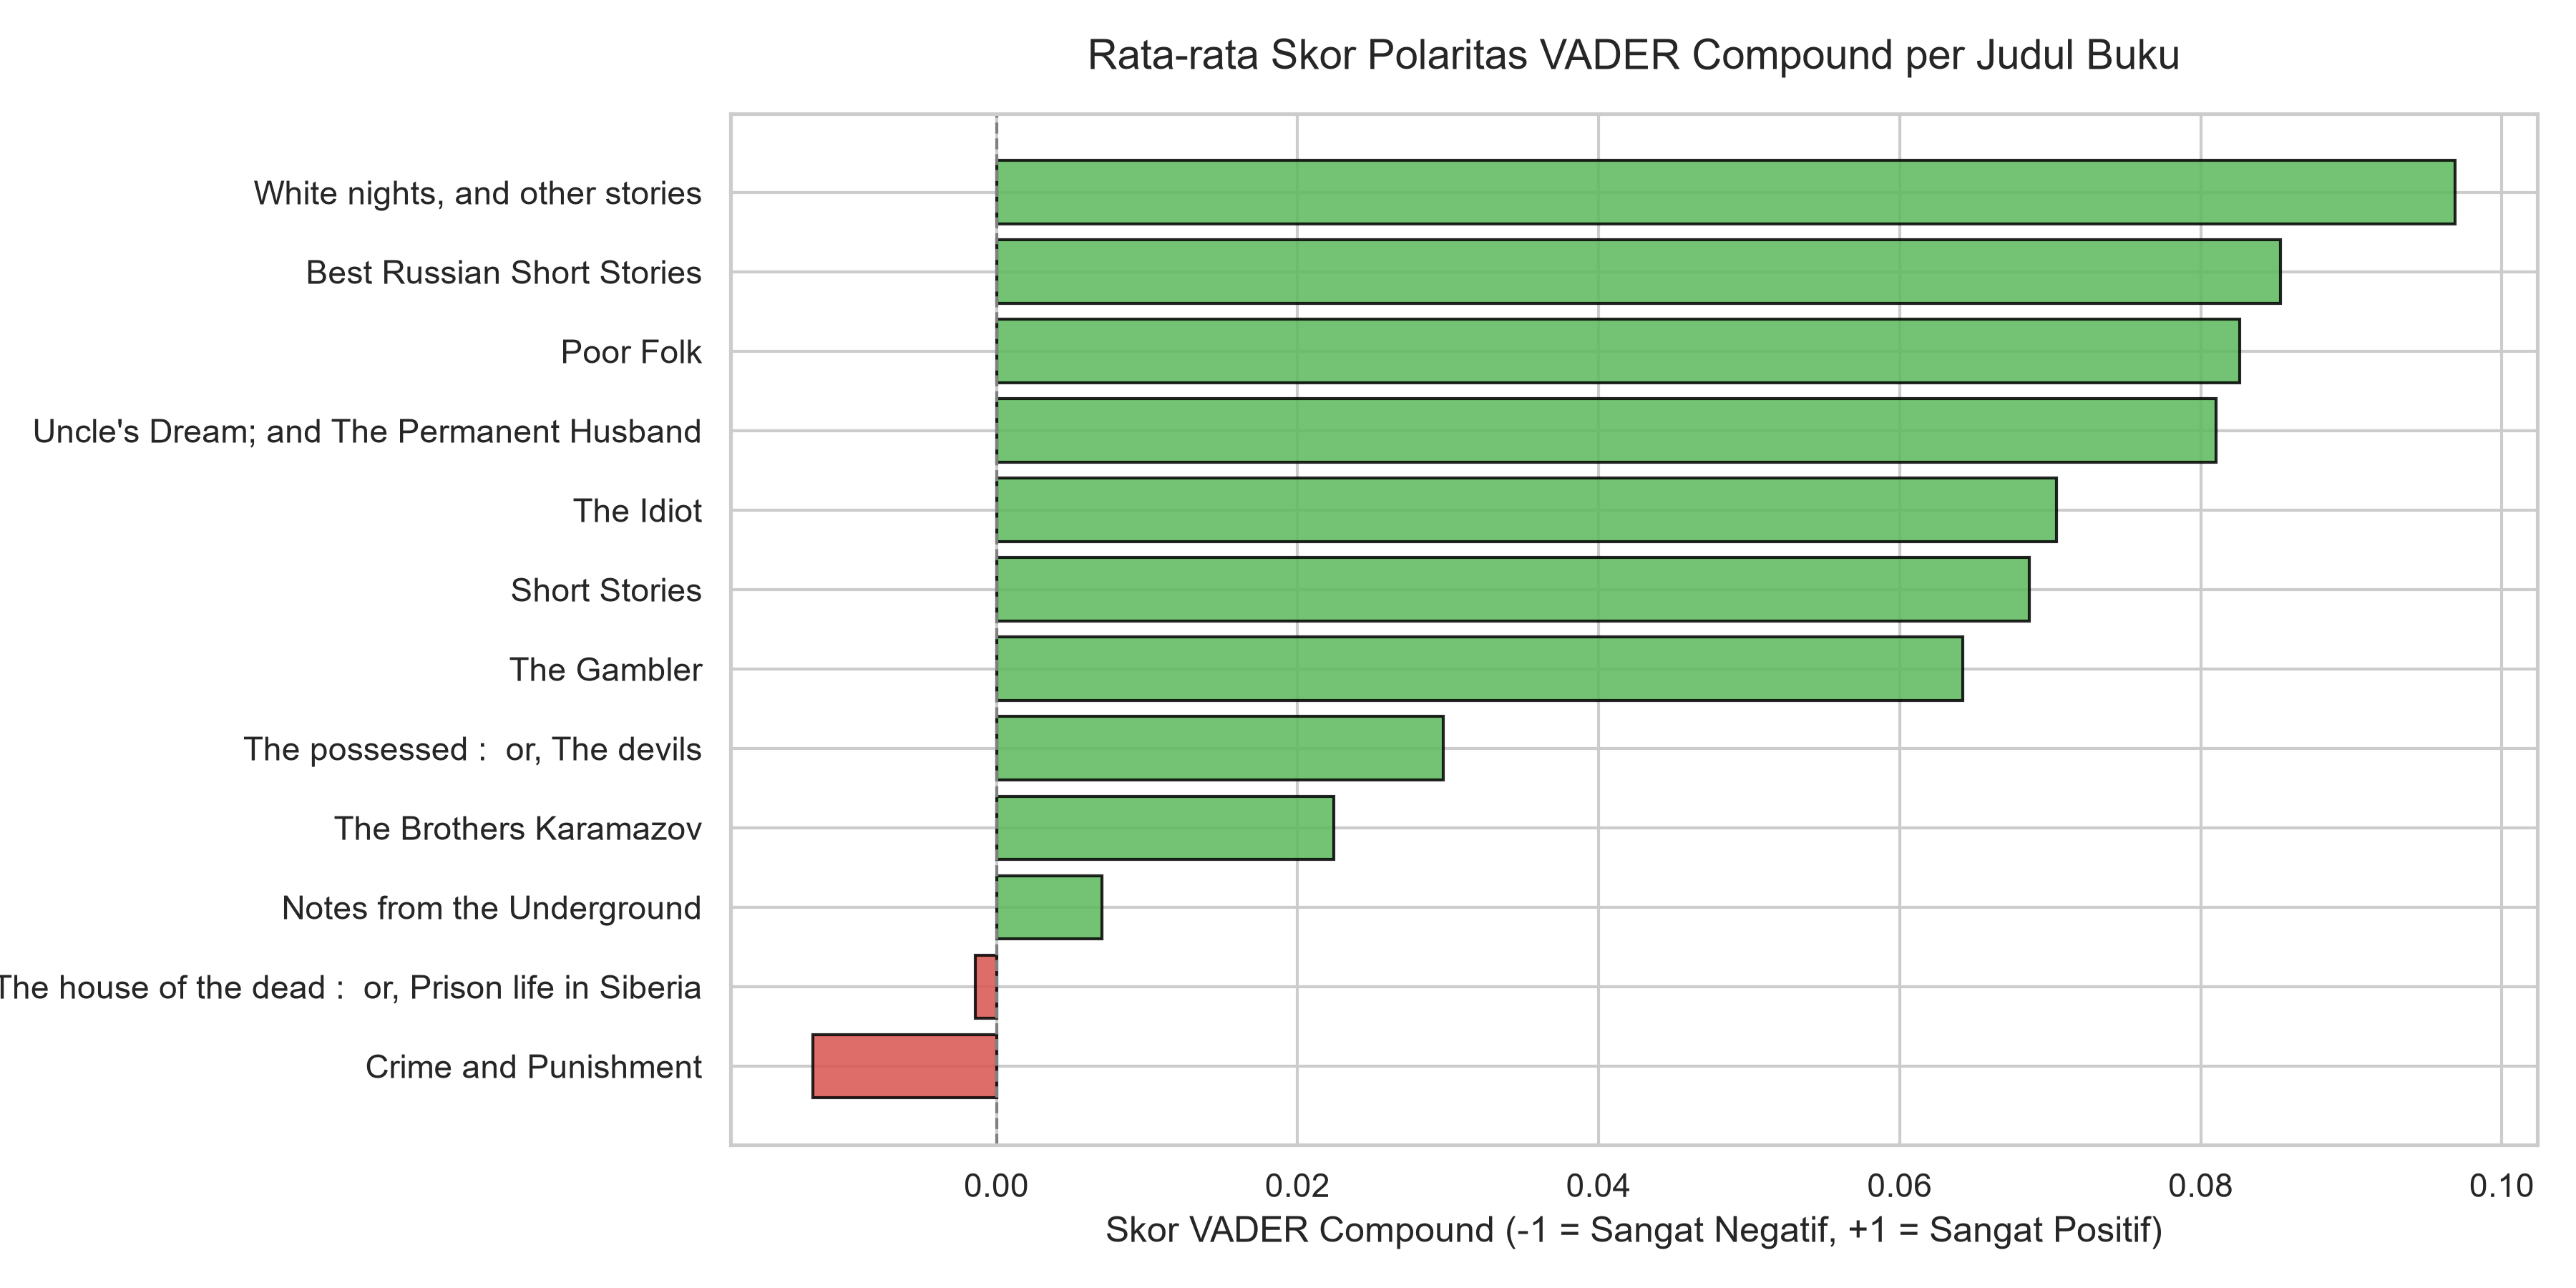 Rata-rata Skor Polaritas VADER Compound per Judul Buku
White nights, and other stories
Best Russian Short Stories
Poor Folk
Uncle's Dream; and The Permanent Husband
The Idiot
Short Stories
The Gambler
The possessed :  or, The devils
The Brothers Karamazov
Notes from the Underground
The house of the dead :  or, Prison life in Siberia
Crime and Punishment
0.00 0.02 0.04 0.06 0.08 0.10
Skor VADER Compound (-1 = Sangat Negatif, +1 = Sangat Positif)